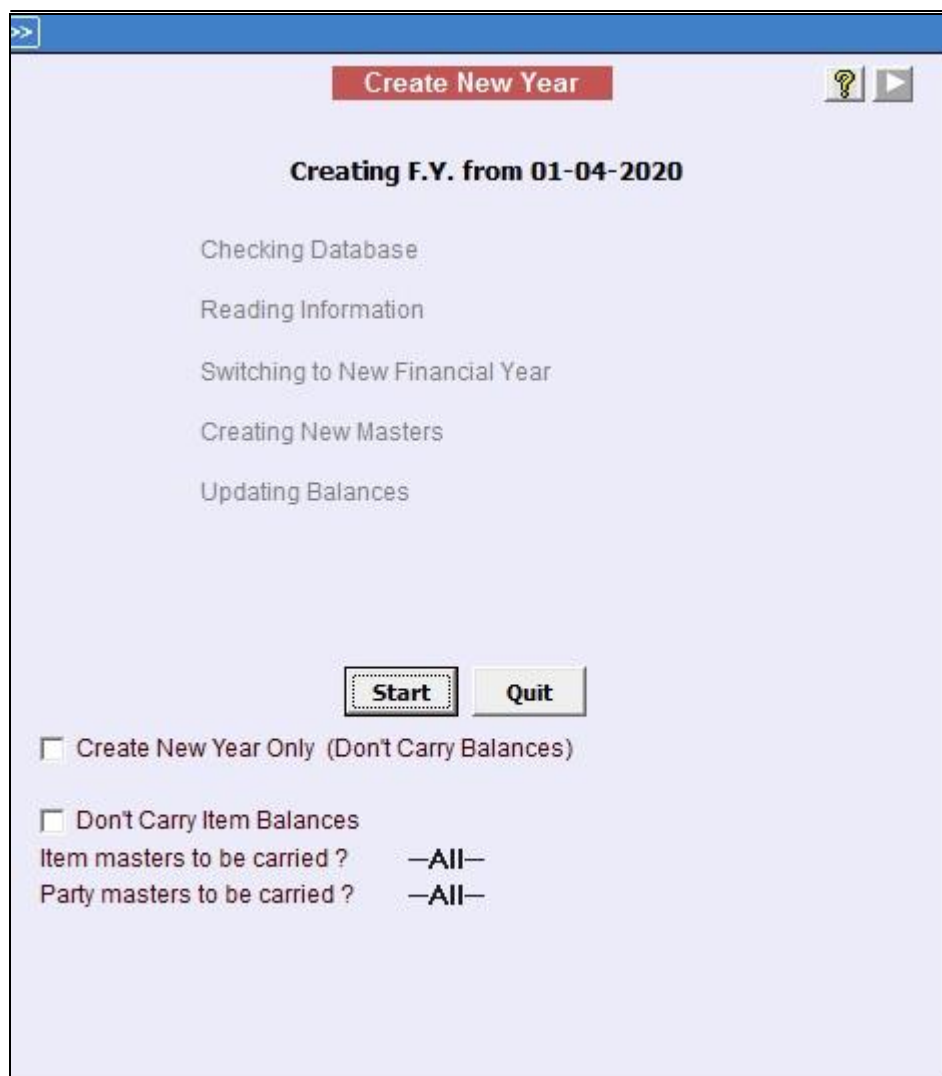 >>
Create New Year
?
Creating F.Y. from 01-04-2020
Checking Database
Reading Information
Switching to New Financial Year
Creating New Masters
Updating Balances
Start Quit
Create New Year Only (Don't Carry Balances)
Don't Carry Item Balances
Item masters to be carried ? —All—
Party masters to be carried ? —All—